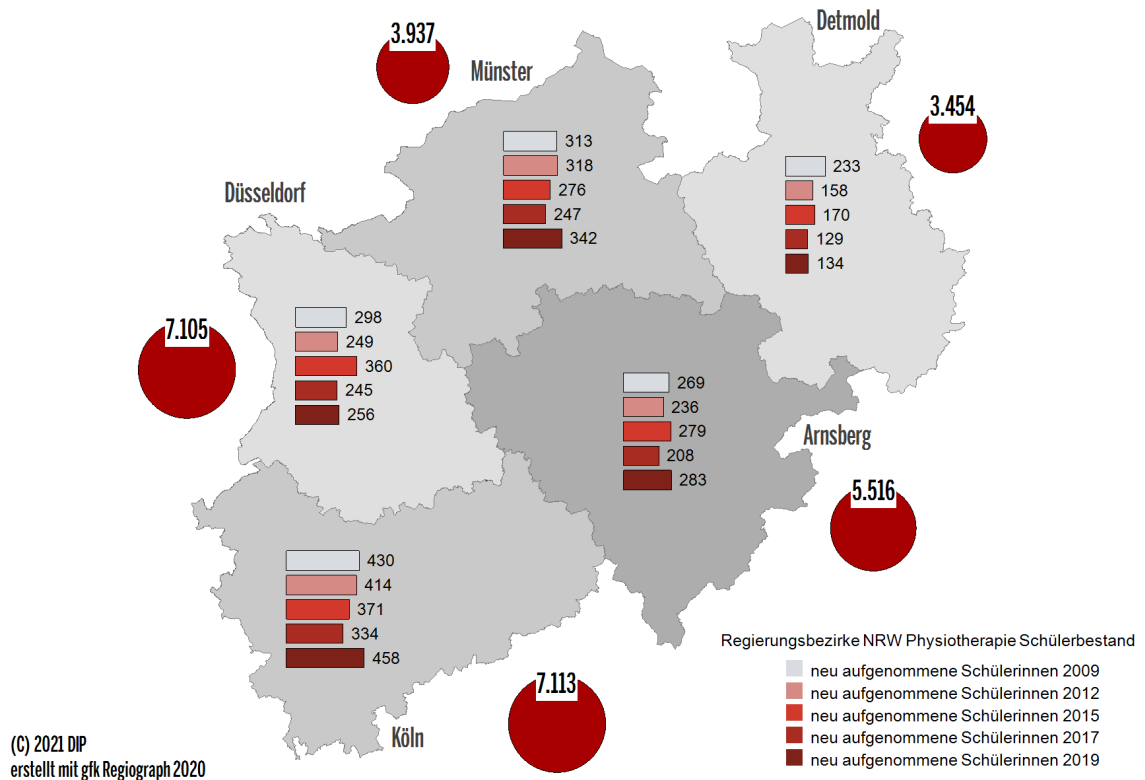 Detmold
3.937
Münster
3.454
313
318
276
247
342
233
158
170
129
134
Düsseldorf
7.105
298
249
360
245
256
269
236
279
208
283
Arnsberg
5.516
430
414
371
334
458
7.113
Köln
Regierungsbezirke NRW Physiotherapie Schülerbestand
neu aufgenommene Schülerinnen 2009
neu aufgenommene Schülerinnen 2012
neu aufgenommene Schülerinnen 2015
neu aufgenommene Schülerinnen 2017
neu aufgenommene Schülerinnen 2019
(C) 2021 DIP
erstellt mit gfk Regiograph 2020